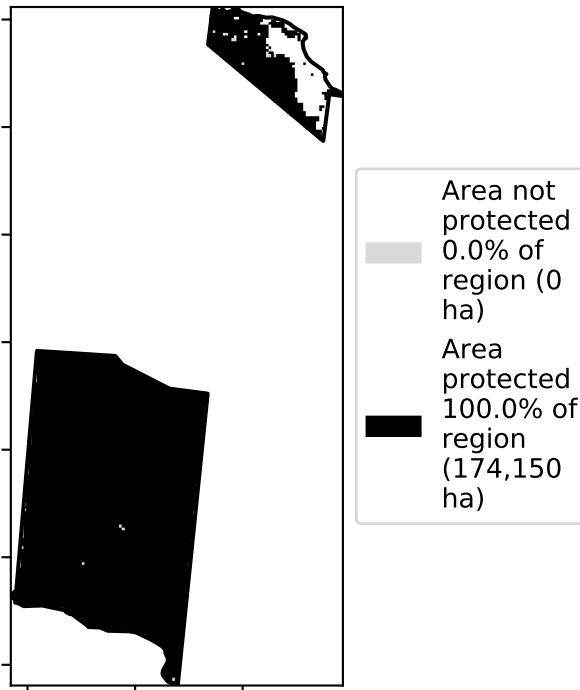 Area not
protected
0.0% of
region (0
ha)
Area
protected
100.0% of
region
(174,150
ha)